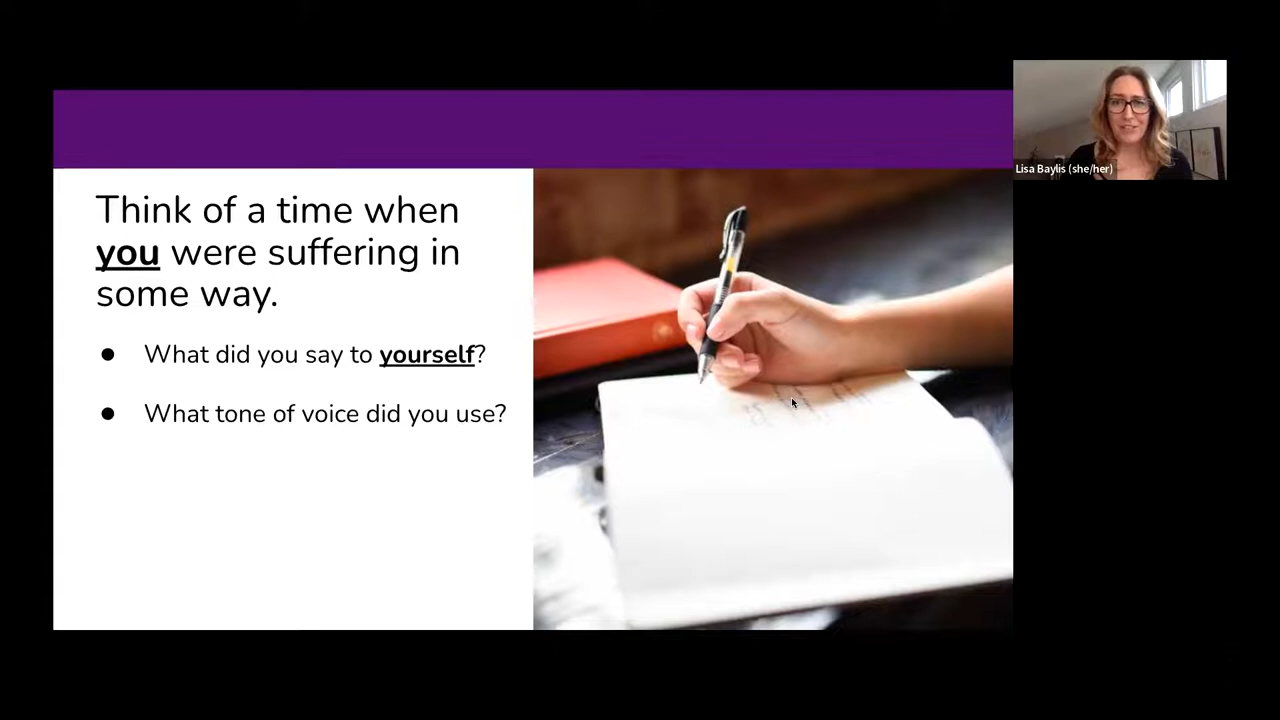 Think of a time when
you were suffering in
some way.
● What did you say to yourself?
● What tone of voice did you use?
Lisa Baylis (she/her)